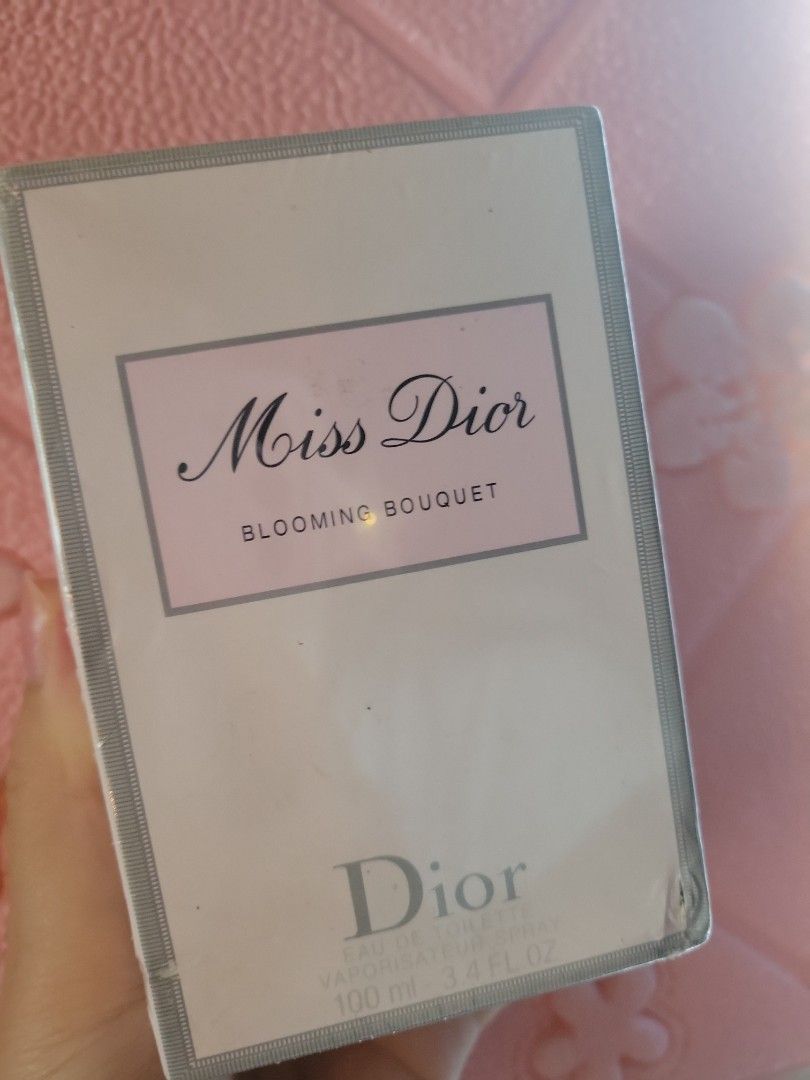 Miss Dior
BLOOMING BOUQUET
Dior
EAU DE TOILETTE
VAPORISATEUR SPRAY
100 ml - 3.4 FL.OZ